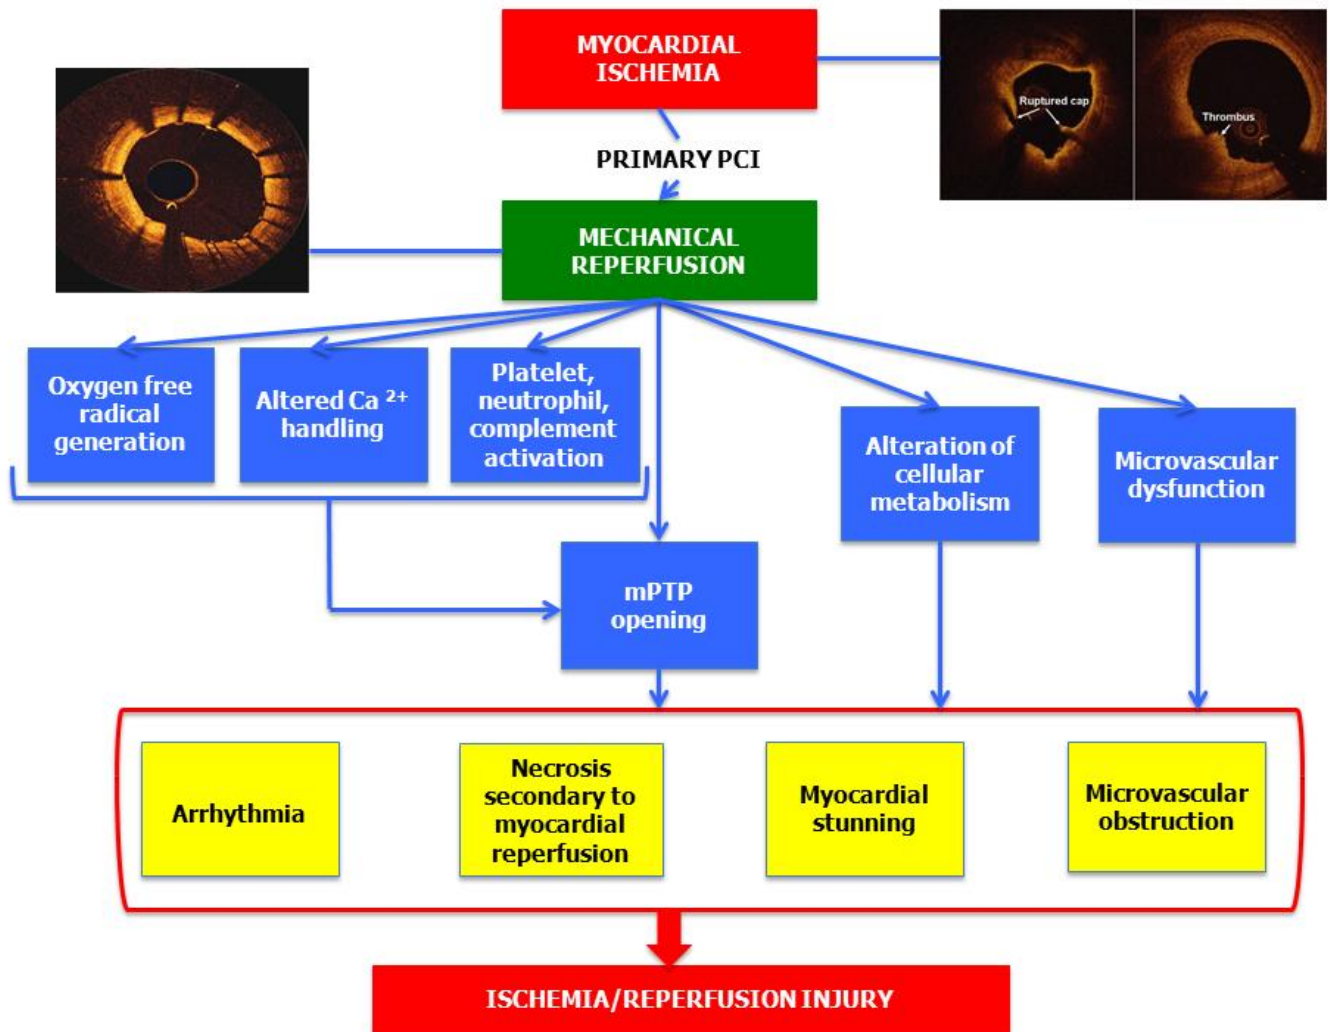 MYOCARDIAL
ISCHEMIA
Ruptured cap
Thrombus
PRIMARY PCI
MECHANICAL
REPERFUSION
Oxygen free
radical
generation
Altered Ca ²⁺
handling
Platelet,
neutrophil,
complement
activation
Alteration of
cellular
metabolism
Microvascular
dysfunction
mPTP
opening
Arrhythmia
Necrosis
secondary to
myocardial
reperfusion
Myocardial
stunning
Microvascular
obstruction
ISCHEMIA/REPERFUSION INJURY